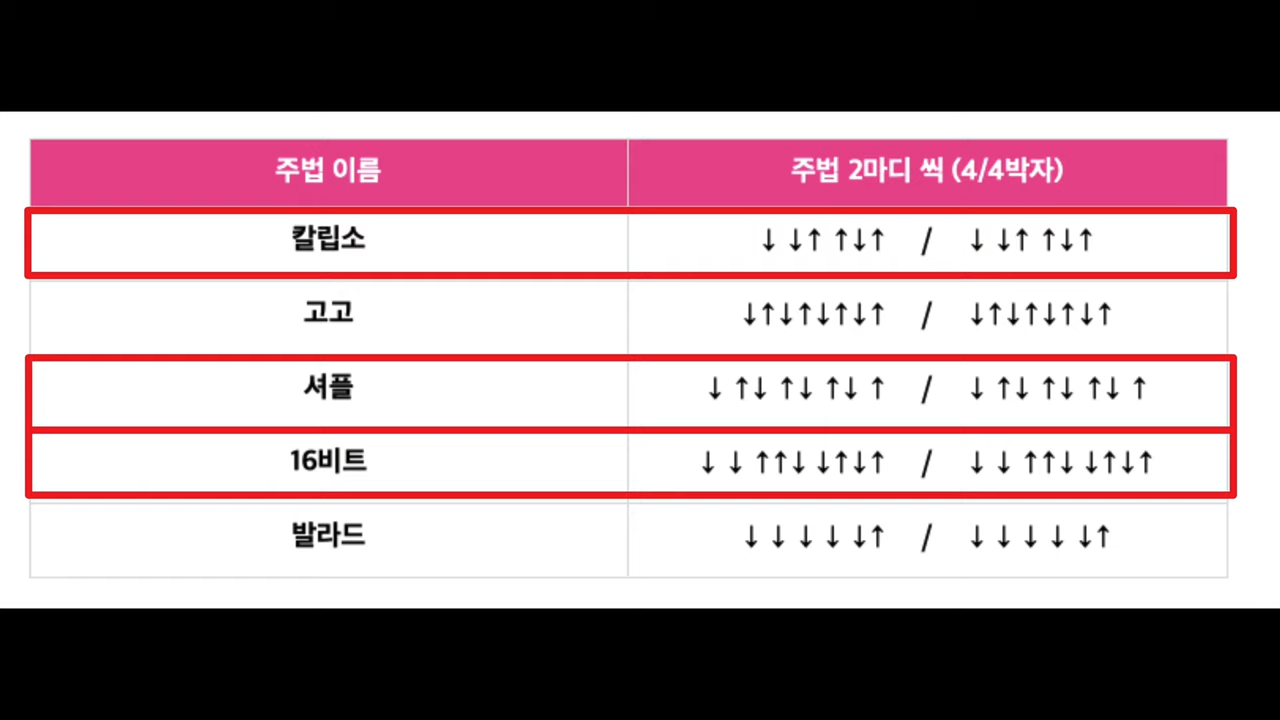 주법 이름 주법 2마디 씩 (4/4박자)
칼립소 ↓ ↓↑ ↑↓↑ / ↓ ↓↑ ↑↓↑
고고 ↓↑↓↑↓↑↓↑ / ↓↑↓↑↓↑↓↑
셔플 ↓ ↑↓ ↑↓ ↑↓ ↑ / ↓ ↑↓ ↑↓ ↑↓ ↑
16비트 ↓ ↓ ↑↑↓ ↓↑↓↑ / ↓ ↓ ↑↑↓ ↓↑↓↑
발라드 ↓ ↓ ↓ ↓ ↓↑ / ↓ ↓ ↓ ↓ ↓↑